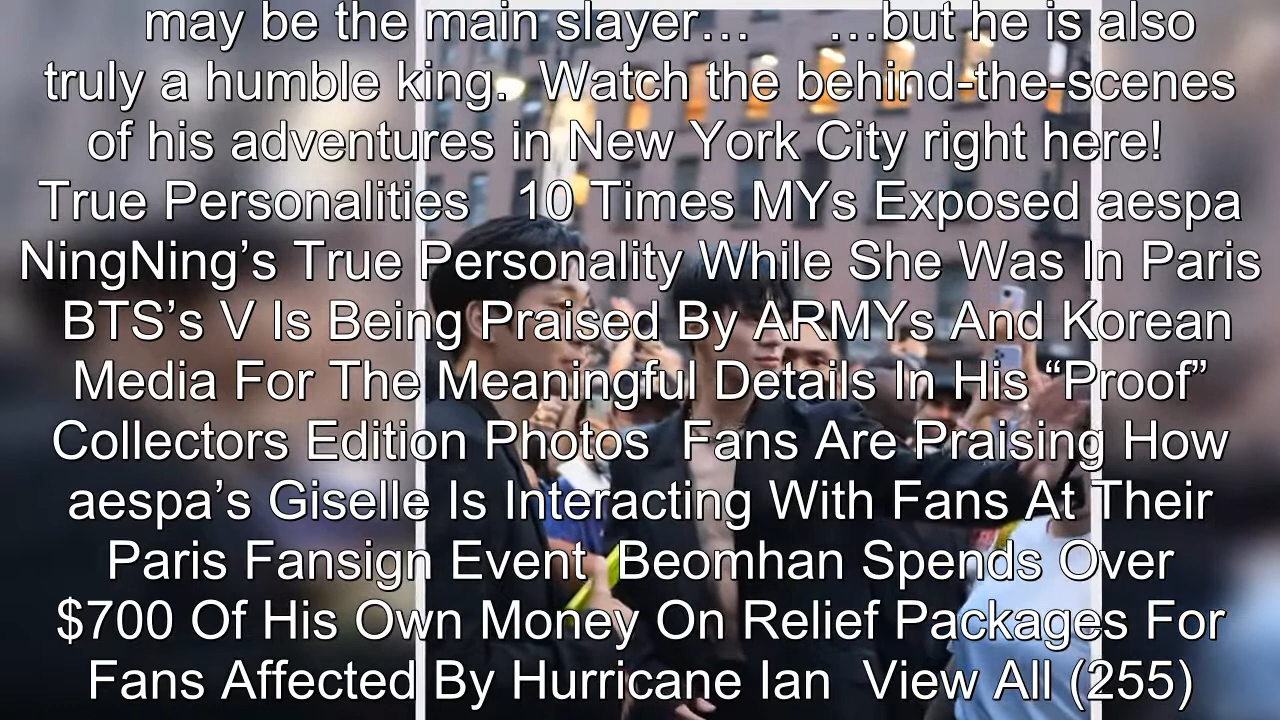 may be the main slayer… …but he is also
truly a humble king. Watch the behind-the-scenes
of his adventures in New York City right here!
True Personalities 10 Times MYs Exposed aespa
NingNing’s True Personality While She Was In Paris
BTS’s V Is Being Praised By ARMYs And Korean
Media For The Meaningful Details In His “Proof”
Collectors Edition Photos Fans Are Praising How
aespa’s Giselle Is Interacting With Fans At Their
Paris Fansign Event Beomhan Spends Over
$700 Of His Own Money On Relief Packages For
Fans Affected By Hurricane Ian View All (255)